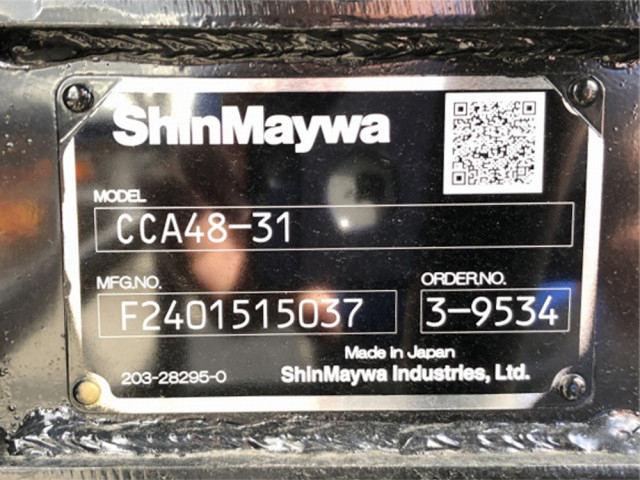 ShinMaywa
MODEL
CCA48-31
MFG.NO. ORDER.NO.
F2401515037 3-9534
Made in Japan
203-28295-0 ShinMaywa Industries, Ltd.